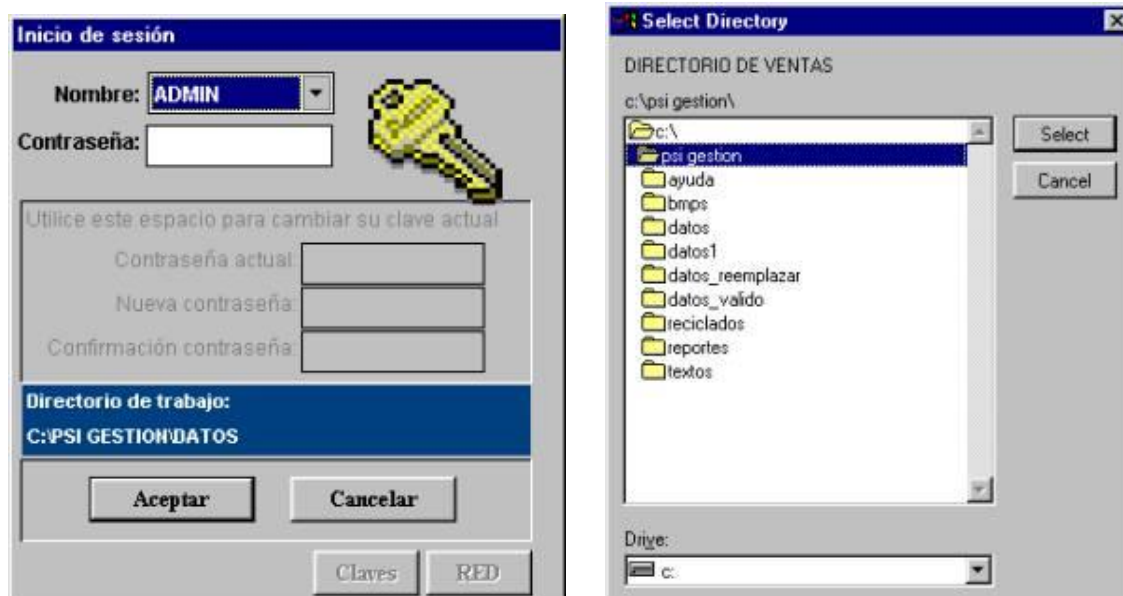 Inicio de sesión
Nombre: ADMIN
Contraseña:
Utilice este espacio para cambiar su clave actual
Contraseña actual:
Nueva contraseña:
Confirmación contraseña:
Directorio de trabajo:
C:\PSI GESTION\DATOS
Aceptar Cancelar
Claves RED
Select Directory
DIRECTORIO DE VENTAS
c:\psi gestion\
c:\
psi gestion
ayuda
bmps
datos
datos1
datos_reemplazar
datos_valido
reciclados
reportes
textos
Select
Cancel
Drive:
c: